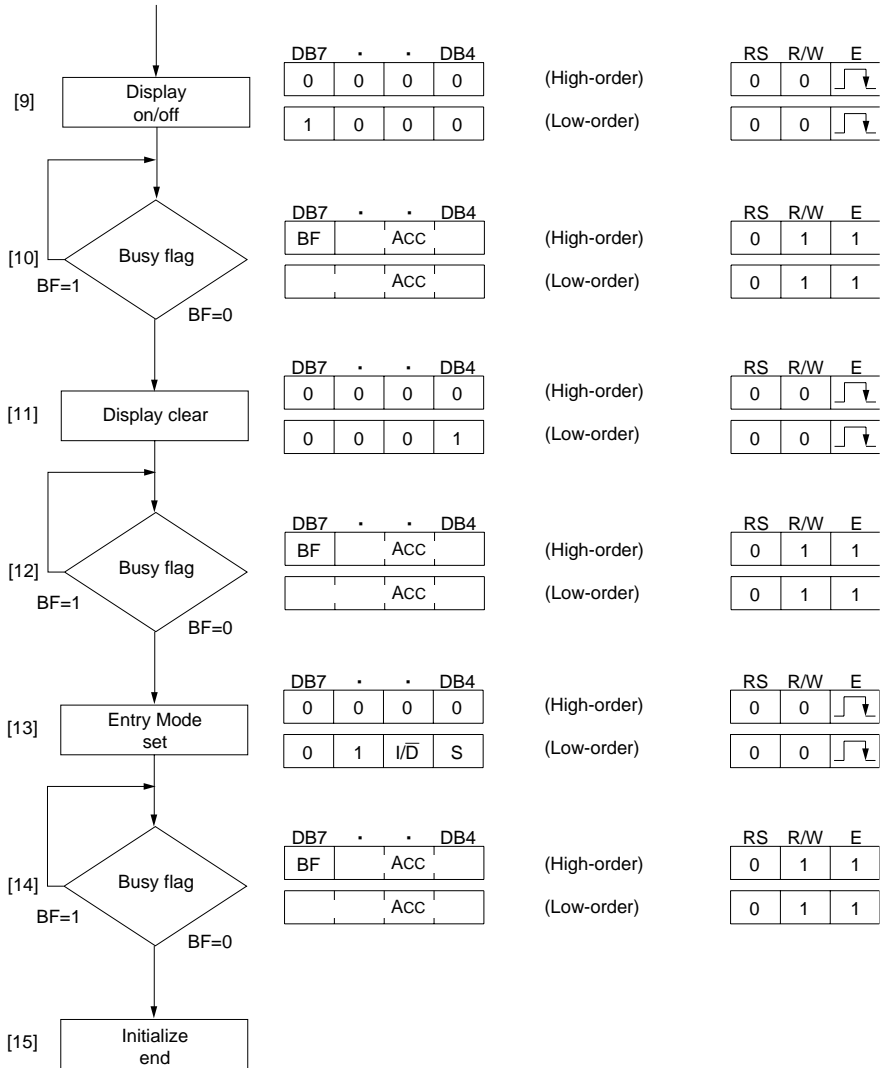 DB7 · · DB4 RS R/W E
[9] Display on/off 0 0 0 0 (High-order) 0 0
1 0 0 0 (Low-order) 0 0
DB7 · · DB4 RS R/W E
[10] Busy flag BF ACC (High-order) 0 1 1
BF=1 ACC (Low-order) 0 1 1
BF=0
DB7 · · DB4 RS R/W E
[11] Display clear 0 0 0 0 (High-order) 0 0
0 0 0 1 (Low-order) 0 0
DB7 · · DB4 RS R/W E
[12] Busy flag BF ACC (High-order) 0 1 1
BF=1 ACC (Low-order) 0 1 1
BF=0
DB7 · · DB4 RS R/W E
[13] Entry Mode set 0 0 0 0 (High-order) 0 0
0 1 I/D̅ S (Low-order) 0 0
DB7 · · DB4 RS R/W E
[14] Busy flag BF ACC (High-order) 0 1 1
BF=1 ACC (Low-order) 0 1 1
BF=0
[15] Initialize end